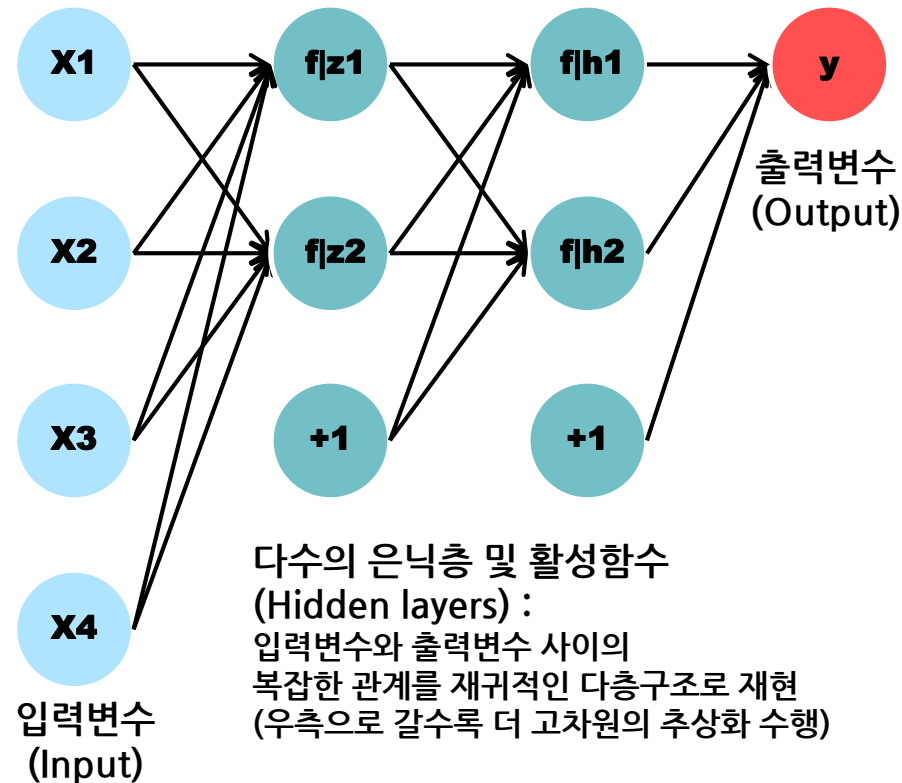 X1 f|z1 f|h1 y
출력변수
(Output)
X2 f|z2 f|h2
X3 +1 +1
X4
입력변수
(Input)
다수의 은닉층 및 활성함수
(Hidden layers) :
입력변수와 출력변수 사이의
복잡한 관계를 재귀적인 다층구조로 재현
(우측으로 갈수록 더 고차원의 추상화 수행)